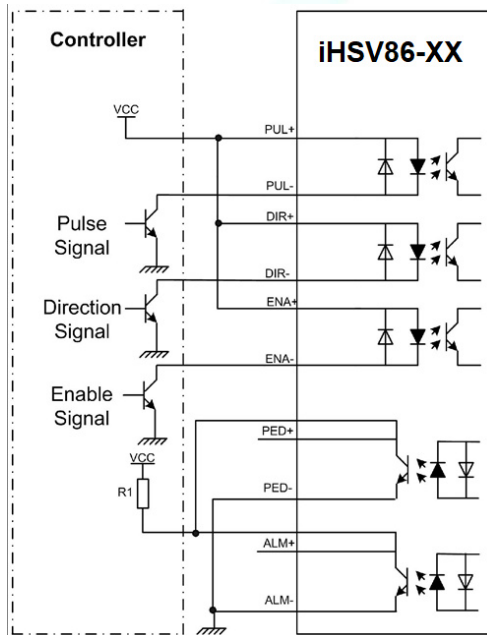 Controller
iHSV86-XX
VCC
PUL+
PUL-
Pulse
Signal
DIR+
DIR-
Direction
Signal
ENA+
ENA-
Enable
Signal
PED+
VCC
R1
PED-
ALM+
ALM-